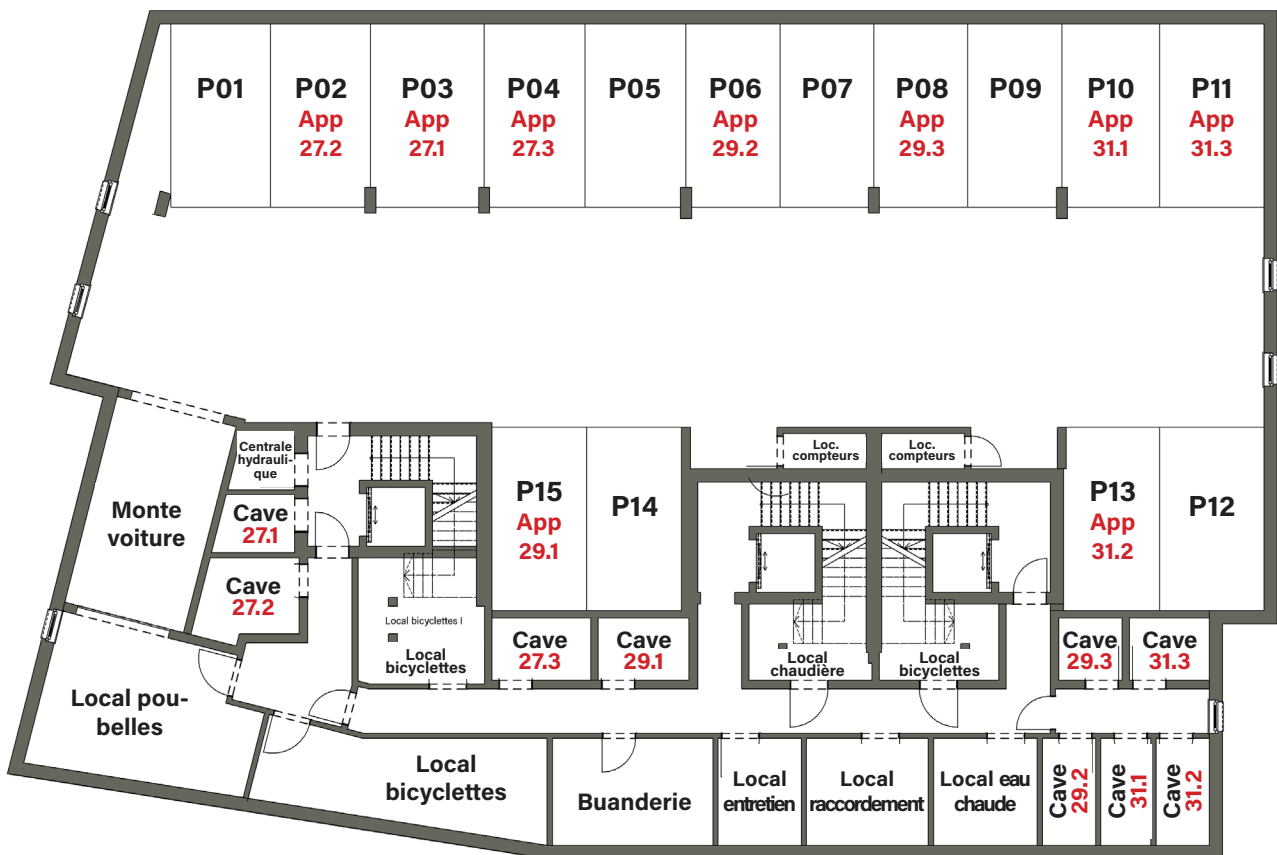 P01
P02
App
27.2
P03
App
27.1
P04
App
27.3
P05
P06
App
29.2
P07
P08
App
29.3
P09
P10
App
31.1
P11
App
31.3
Centrale
hydrauli-
que
Monte
voiture
Cave
27.1
Cave
27.2
Local bicyclettes I
Local
bicyclettes
P15
App
29.1
P14
Loc.
compteurs
Loc.
compteurs
P13
App
31.2
P12
Cave
27.3
Cave
29.1
Local
chaudière
Local
bicyclettes
Cave
29.3
Cave
31.3
Local pou-
belles
Local
bicyclettes
Buanderie
Local
entretien
Local
raccordement
Local eau
chaude
Cave
29.2
Cave
31.1
Cave
31.2